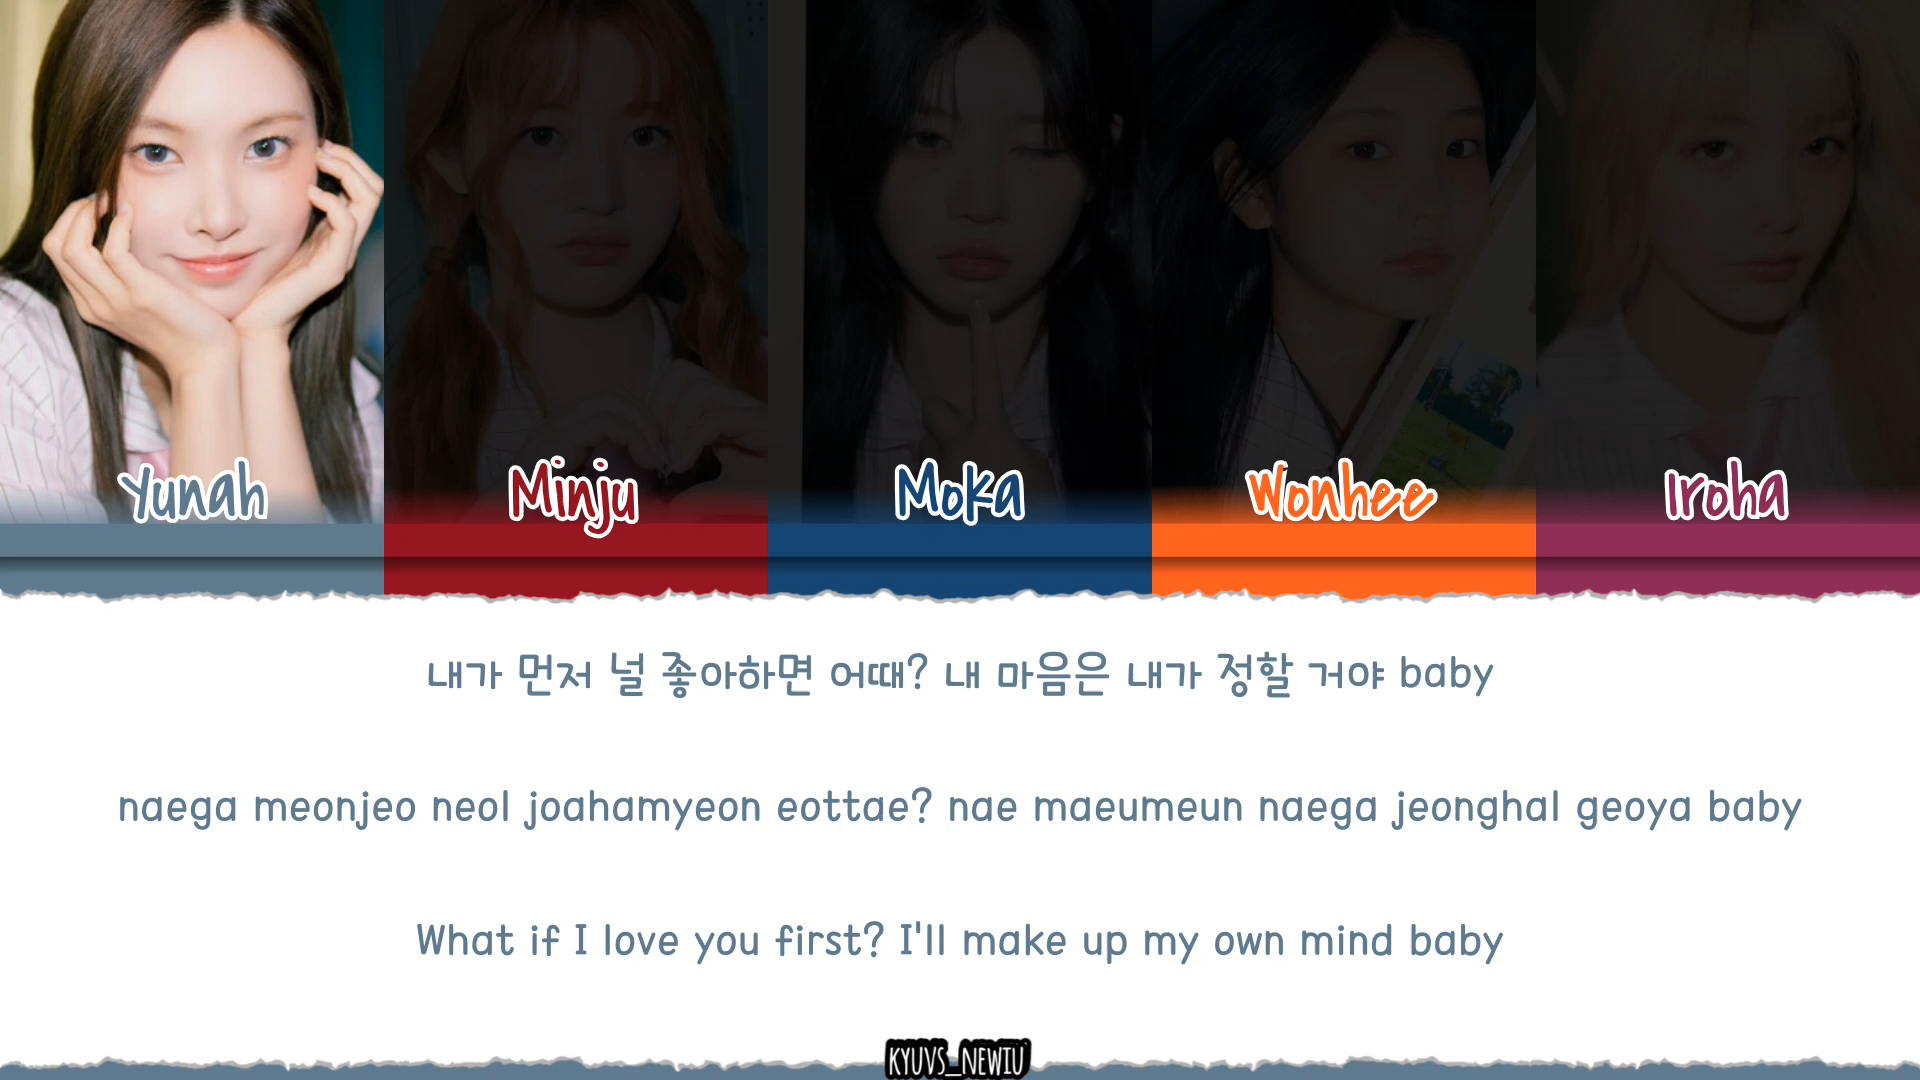 Yunah
Minju
Moka
Wonhee
Iroha
내가 먼저 널 좋아하면 어때? 내 마음은 내가 정할 거야 baby
naega meonjeo neol joahamyeon eottae? nae maeumeun naega jeonghal geoya baby
What if I love you first? I'll make up my own mind baby
KYUVS_NEWIU